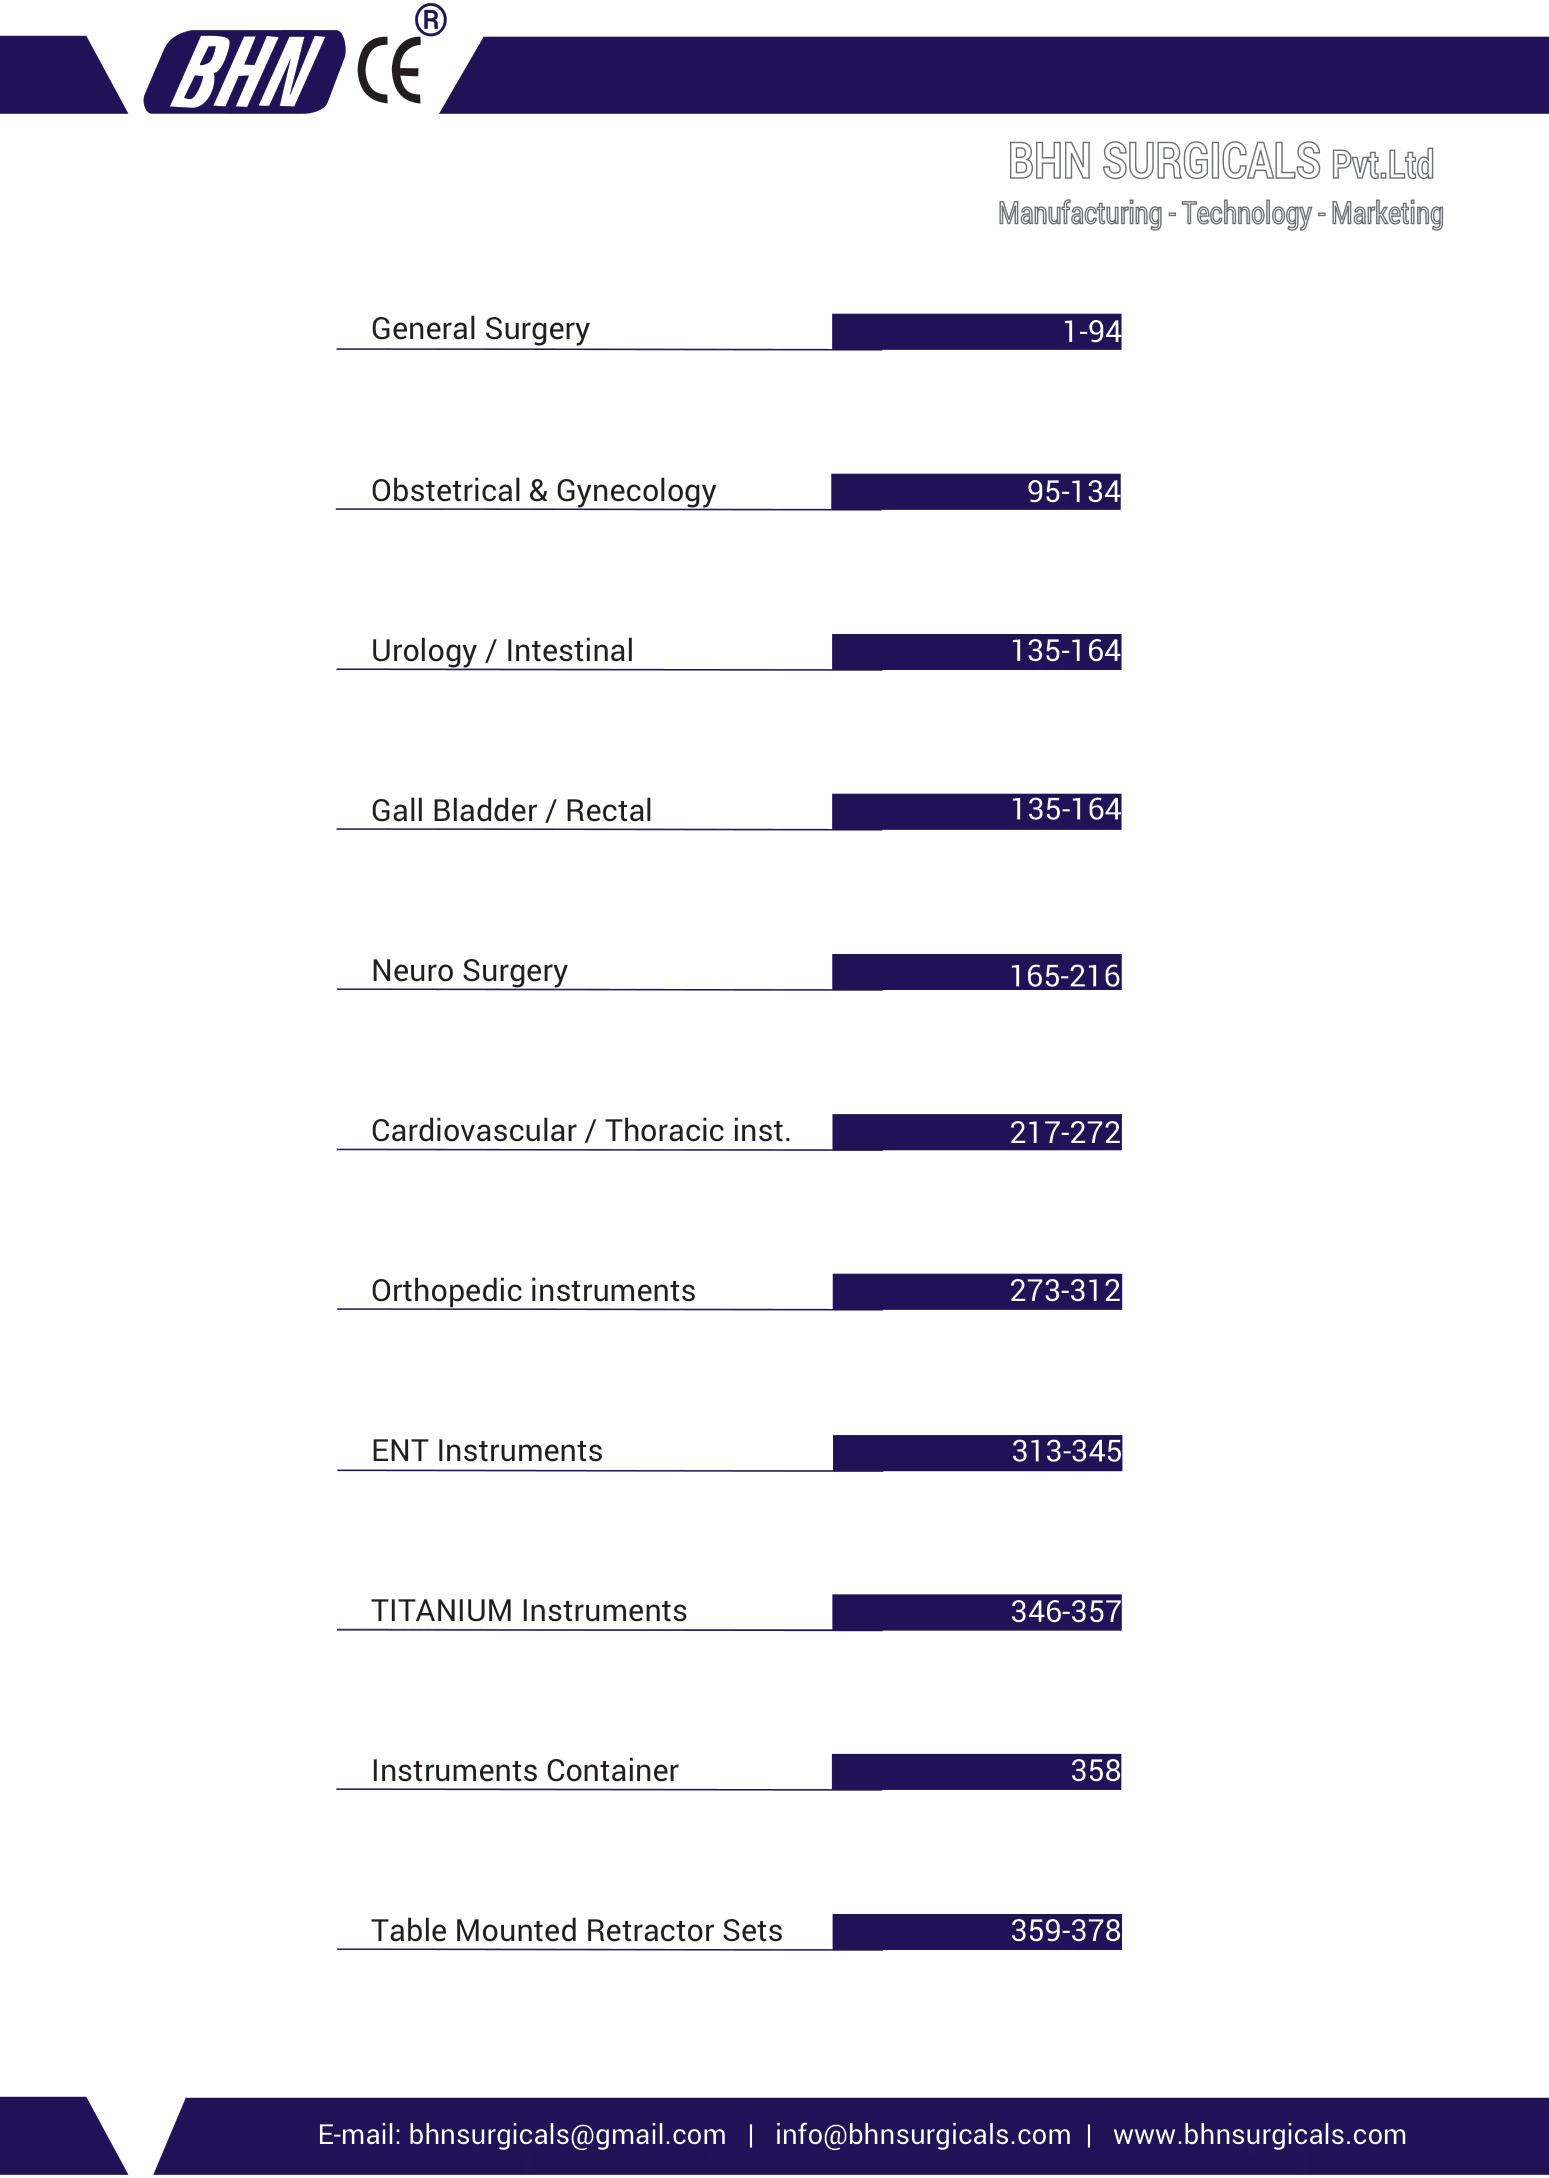 BHN CE ®
BHN SURGICALS Pvt.Ltd
Manufacturing - Technology - Marketing
General Surgery 1-94
Obstetrical & Gynecology 95-134
Urology / Intestinal 135-164
Gall Bladder / Rectal 135-164
Neuro Surgery 165-216
Cardiovascular / Thoracic inst. 217-272
Orthopedic instruments 273-312
ENT Instruments 313-345
TITANIUM Instruments 346-357
Instruments Container 358
Table Mounted Retractor Sets 359-378
E-mail: bhnsurgicals@gmail.com | info@bhnsurgicals.com | www.bhnsurgicals.com